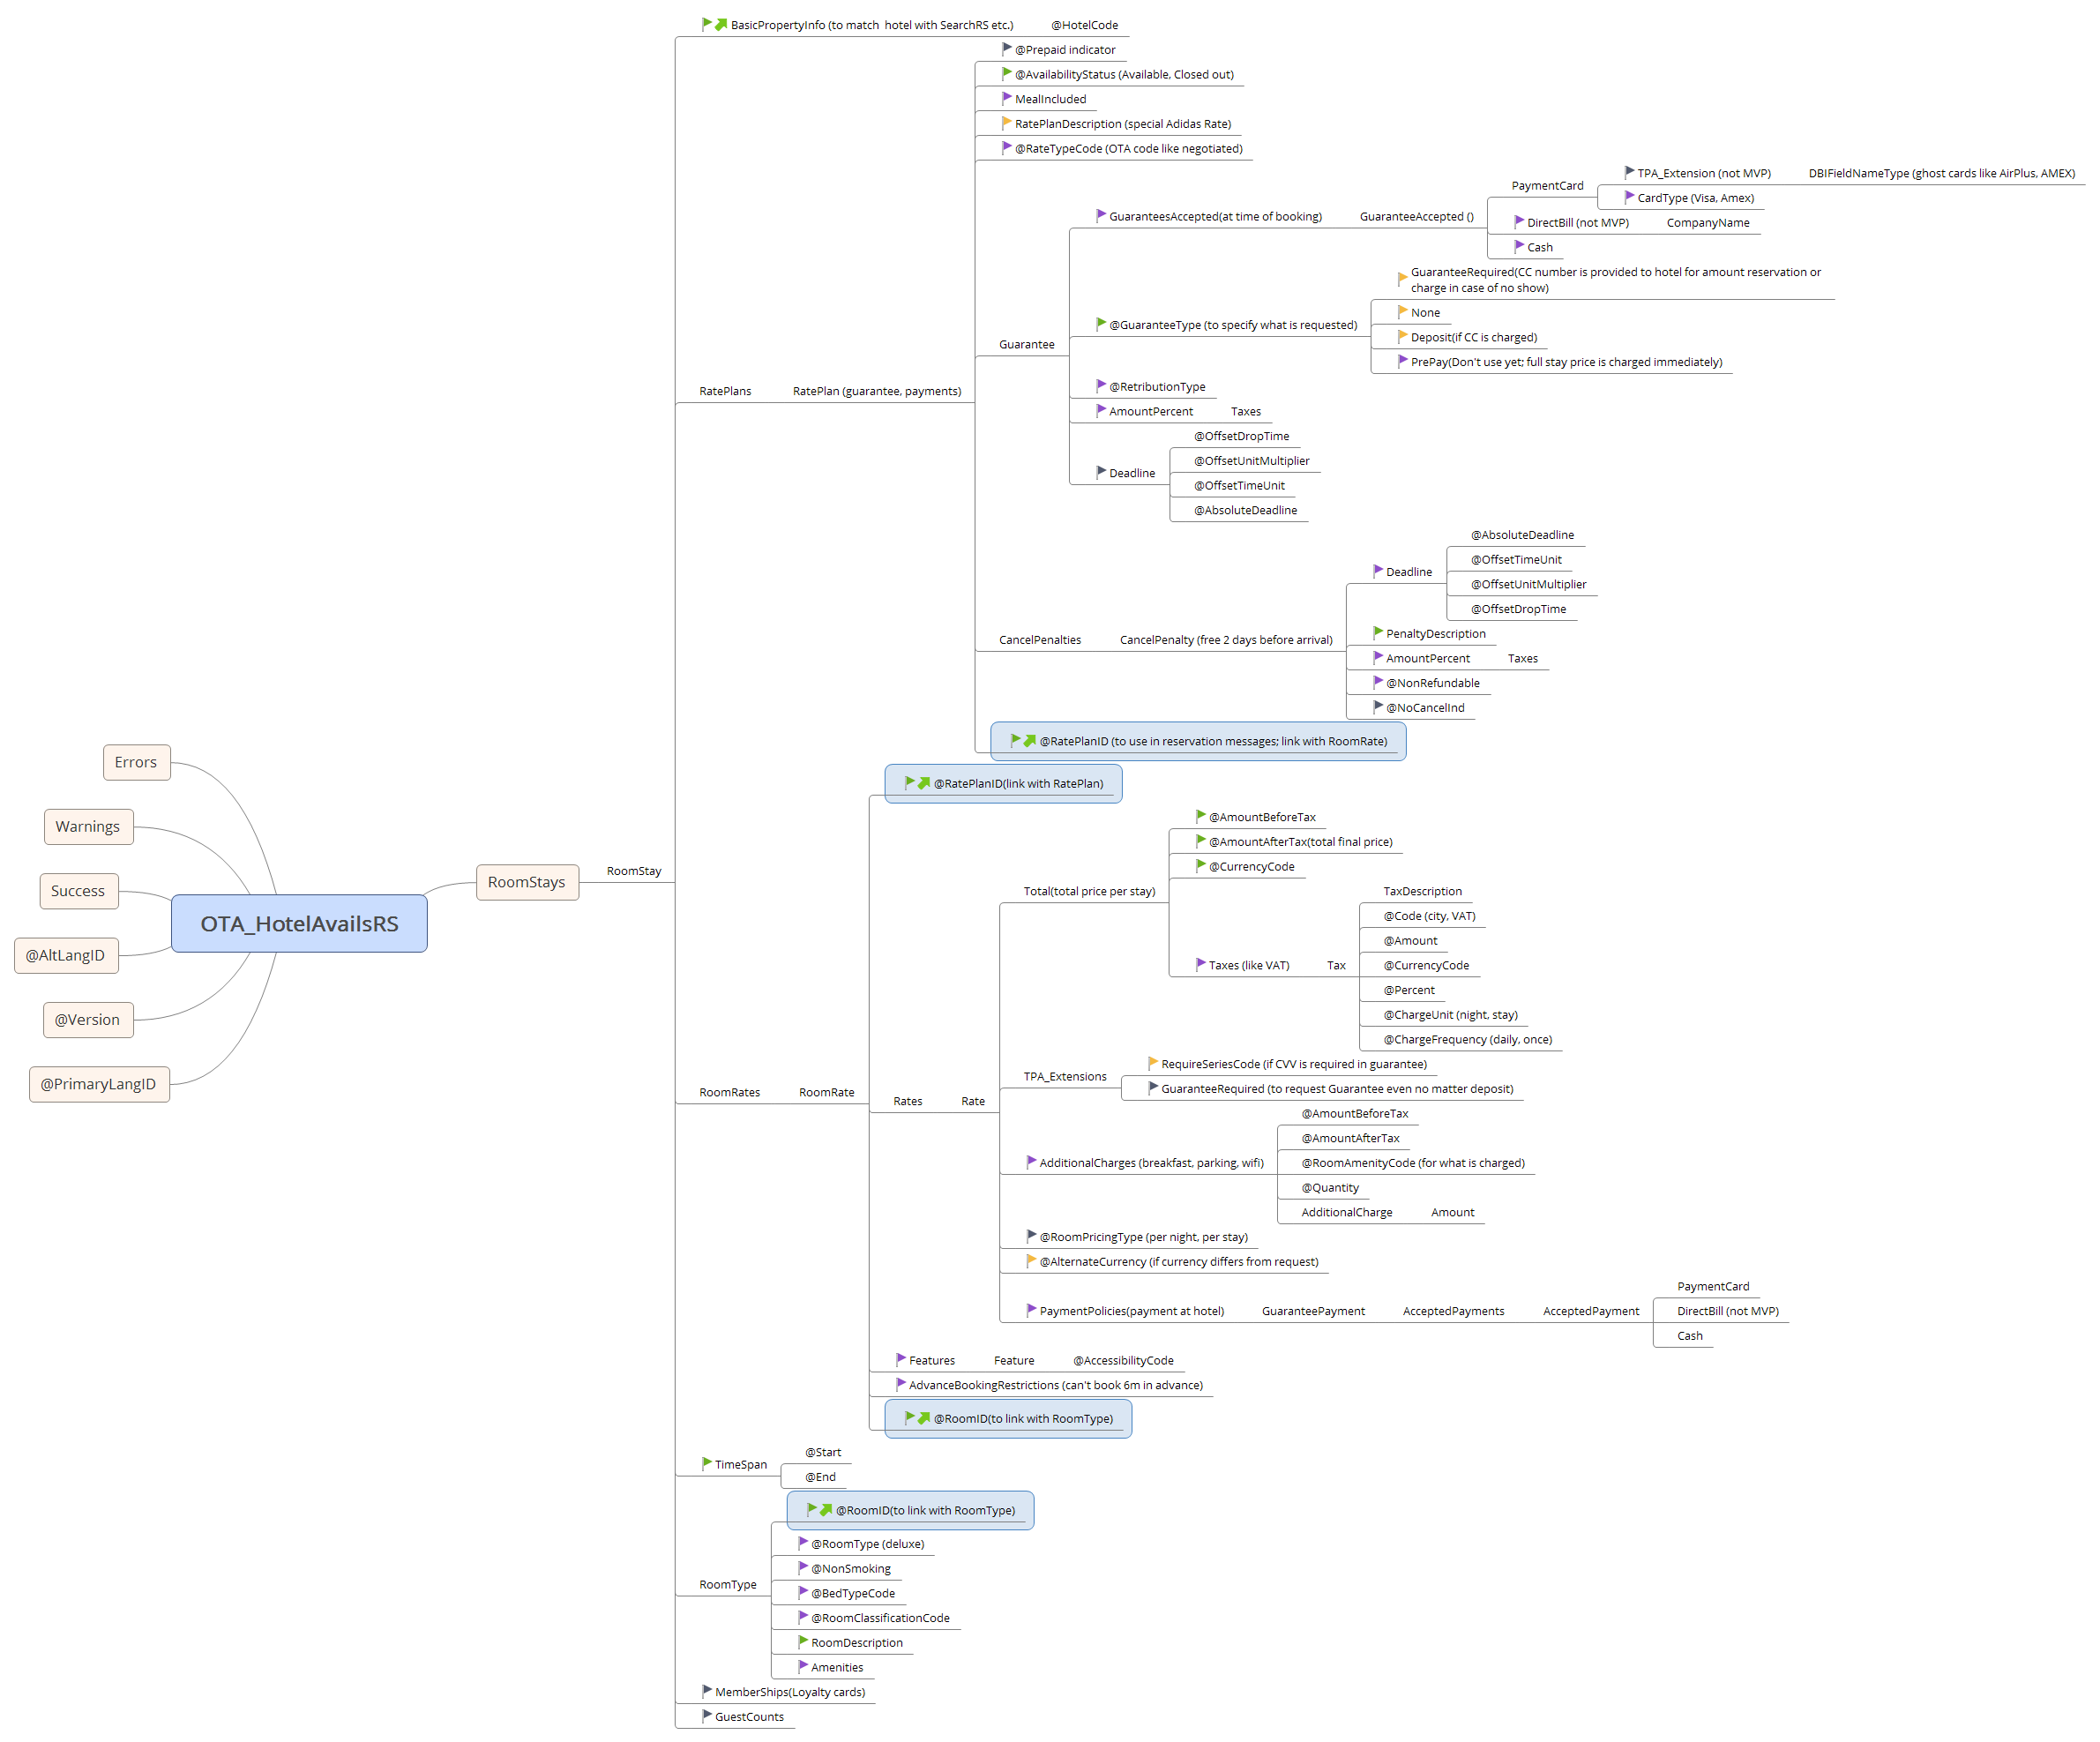 BasicPropertyInfo (to match  hotel with SearchRS etc.)
@HotelCode
@Prepaid indicator
@AvailabilityStatus (Available, Closed out)
MealIncluded
RatePlanDescription (special Adidas Rate)
@RateTypeCode (OTA code like negotiated)
TPA_Extension (not MVP)
DBIFieldNameType (ghost cards like AirPlus, AMEX)
PaymentCard
CardType (Visa, Amex)
GuaranteesAccepted(at time of booking)
GuaranteeAccepted ()
DirectBill (not MVP)
CompanyName
Cash
GuaranteeRequired(CC number is provided to hotel for amount reservation or
charge in case of no show)
None
@GuaranteeType (to specify what is requested)
Deposit(if CC is charged)
Guarantee
PrePay(Don't use yet; full stay price is charged immediately)
@RetributionType
RatePlans
RatePlan (guarantee, payments)
AmountPercent
Taxes
@OffsetDropTime
@OffsetUnitMultiplier
Deadline
@OffsetTimeUnit
@AbsoluteDeadline
@AbsoluteDeadline
@OffsetTimeUnit
Deadline
@OffsetUnitMultiplier
@OffsetDropTime
PenaltyDescription
CancelPenalties
CancelPenalty (free 2 days before arrival)
AmountPercent
Taxes
@NonRefundable
@NoCancelInd
@RatePlanID (to use in reservation messages; link with RoomRate)
Errors
@RatePlanID(link with RatePlan)
@AmountBeforeTax
Warnings
@AmountAfterTax(total final price)
@CurrencyCode
RoomStay
RoomStays
Success
Total(total price per stay)
TaxDescription
OTA_HotelAvailsRS
@Code (city, VAT)
@Amount
@AltLangID
Taxes (like VAT)
Tax
@CurrencyCode
@Percent
@Version
@ChargeUnit (night, stay)
@ChargeFrequency (daily, once)
RequireSeriesCode (if CVV is required in guarantee)
TPA_Extensions
@PrimaryLangID
GuaranteeRequired (to request Guarantee even no matter deposit)
RoomRates
RoomRate
Rates
Rate
@AmountBeforeTax
@AmountAfterTax
AdditionalCharges (breakfast, parking, wifi)
@RoomAmenityCode (for what is charged)
@Quantity
AdditionalCharge
Amount
@RoomPricingType (per night, per stay)
@AlternateCurrency (if currency differs from request)
PaymentCard
PaymentPolicies(payment at hotel)
GuaranteePayment
AcceptedPayments
AcceptedPayment
DirectBill (not MVP)
Cash
Features
Feature
@AccessibilityCode
AdvanceBookingRestrictions (can't book 6m in advance)
@RoomID(to link with RoomType)
@Start
TimeSpan
@End
@RoomID(to link with RoomType)
@RoomType (deluxe)
@NonSmoking
RoomType
@BedTypeCode
@RoomClassificationCode
RoomDescription
Amenities
MemberShips(Loyalty cards)
GuestCounts